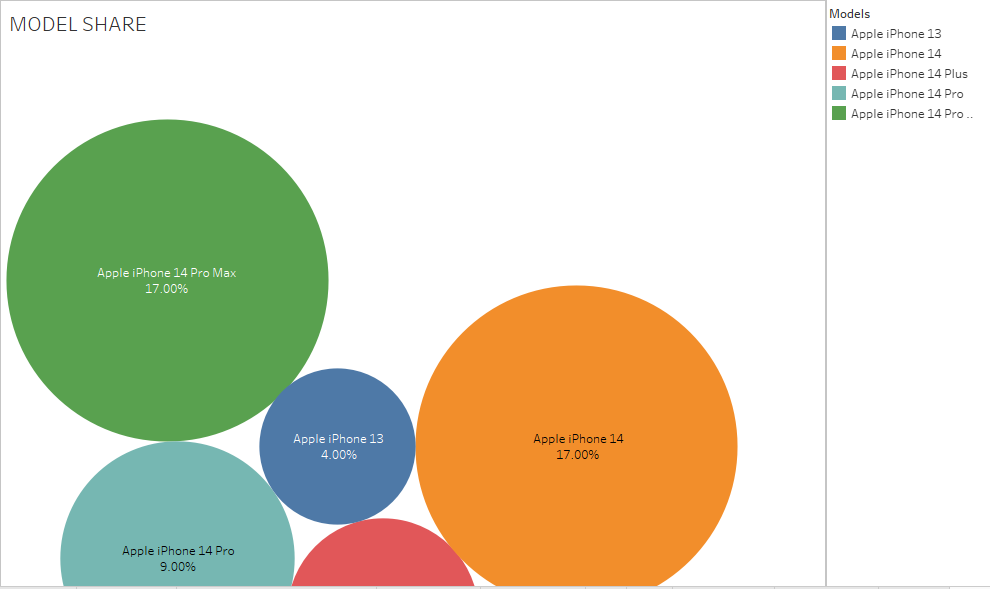 MODEL SHARE
Models
Apple iPhone 13
Apple iPhone 14
Apple iPhone 14 Plus
Apple iPhone 14 Pro
Apple iPhone 14 Pro ..
Apple iPhone 14 Pro Max
17.00%
Apple iPhone 13
4.00%
Apple iPhone 14
17.00%
Apple iPhone 14 Pro
9.00%